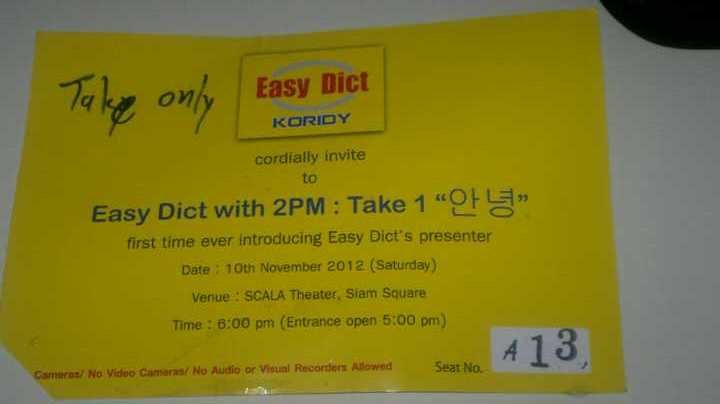 Take only
Easy Dict
KORIDY
cordially invite
to
Easy Dict with 2PM : Take 1 “안녕”
first time ever introducing Easy Dict's presenter
Date : 10th November 2012 (Saturday)
Venue : SCALA Theater, Siam Square
Time : 6:00 pm (Entrance open 5:00 pm)
Cameras/ No Video Cameras/ No Audio or Visual Recorders Allowed
Seat No. A13,